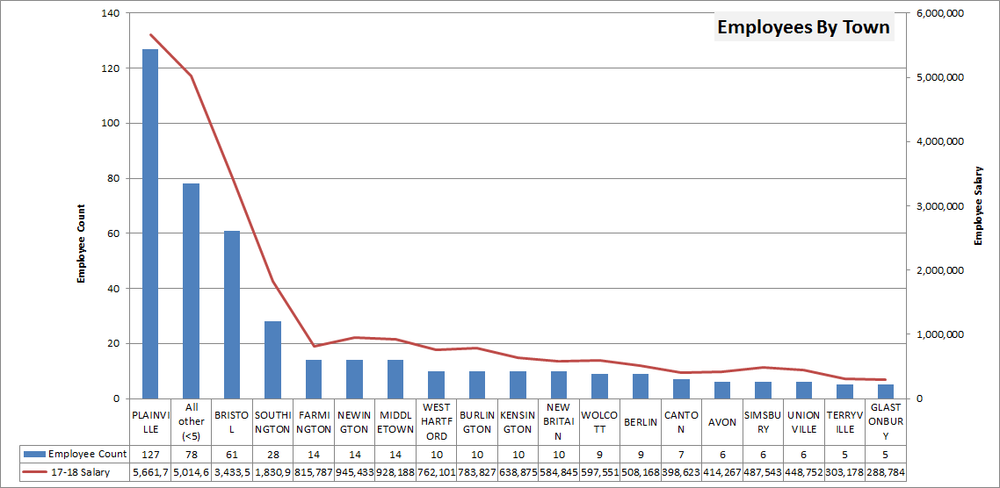 Employees By Town
140
120
100
80
60
40
20
0
Employee Count
6,000,000
5,000,000
4,000,000
3,000,000
2,000,000
1,000,000
0
Employee Salary
PLAINVI
LLE
All
other
(<5)
BRISTO
L
SOUTHI
NGTON
FARMI
NGTON
NEWIN
GTON
MIDDL
ETOWN
WEST
HARTF
ORD
BURLIN
GTON
KENSIN
GTON
NEW
BRITAI
N
WOLCO
TT
BERLIN
CANTO
N
AVON
SIMSBU
RY
UNION
VILLE
TERRYV
ILLE
GLAST
ONBUR
Y
Employee Count 127 78 61 28 14 14 14 10 10 10 10 9 9 7 6 6 6 5 5
17-18 Salary 5,661,7 5,014,6 3,433,5 1,830,9 815,787 945,433 928,188 762,101 783,827 638,875 584,845 597,551 508,168 398,623 414,267 487,543 448,752 303,178 288,784